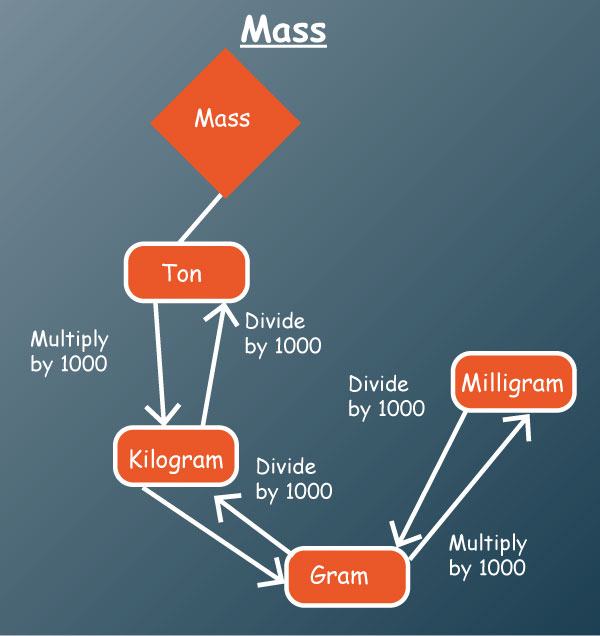 Mass
Mass
Ton
Multiply
by 1000
Divide
by 1000
Kilogram
Divide
by 1000
Gram
Divide
by 1000
Milligram
Multiply
by 1000